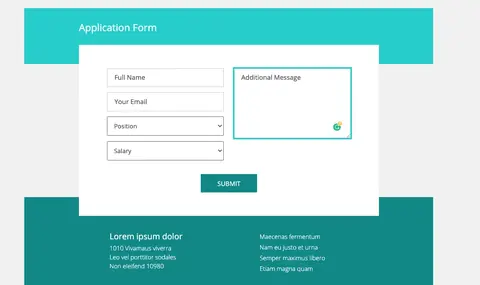 Application Form
Full Name
Additional Message
Your Email
Position
Salary
SUBMIT
Lorem ipsum dolor
1010 Vivamus viverra
Leo vel porttitor sodales
Non eleifend 10980
Maecenas fermentum
Nam eu justo et urna
Semper maximus libero
Etiam magna quam